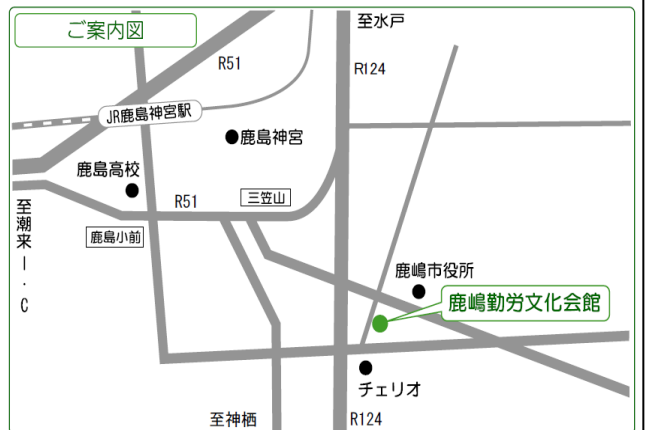 ご案内図
至水戸
R51
R124
JR鹿島神宮駅
鹿島神宮
鹿島高校
R51
三笠山
至潮来I・C
鹿島小前
鹿嶋市役所
鹿嶋勤労文化会館
チェリオ
至神栖
R124